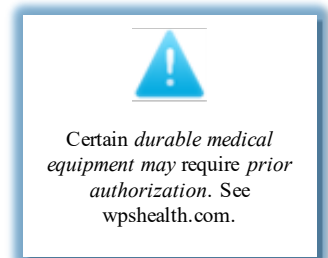 Certain durable medical
equipment may require prior
authorization. See
wpshealth.com.